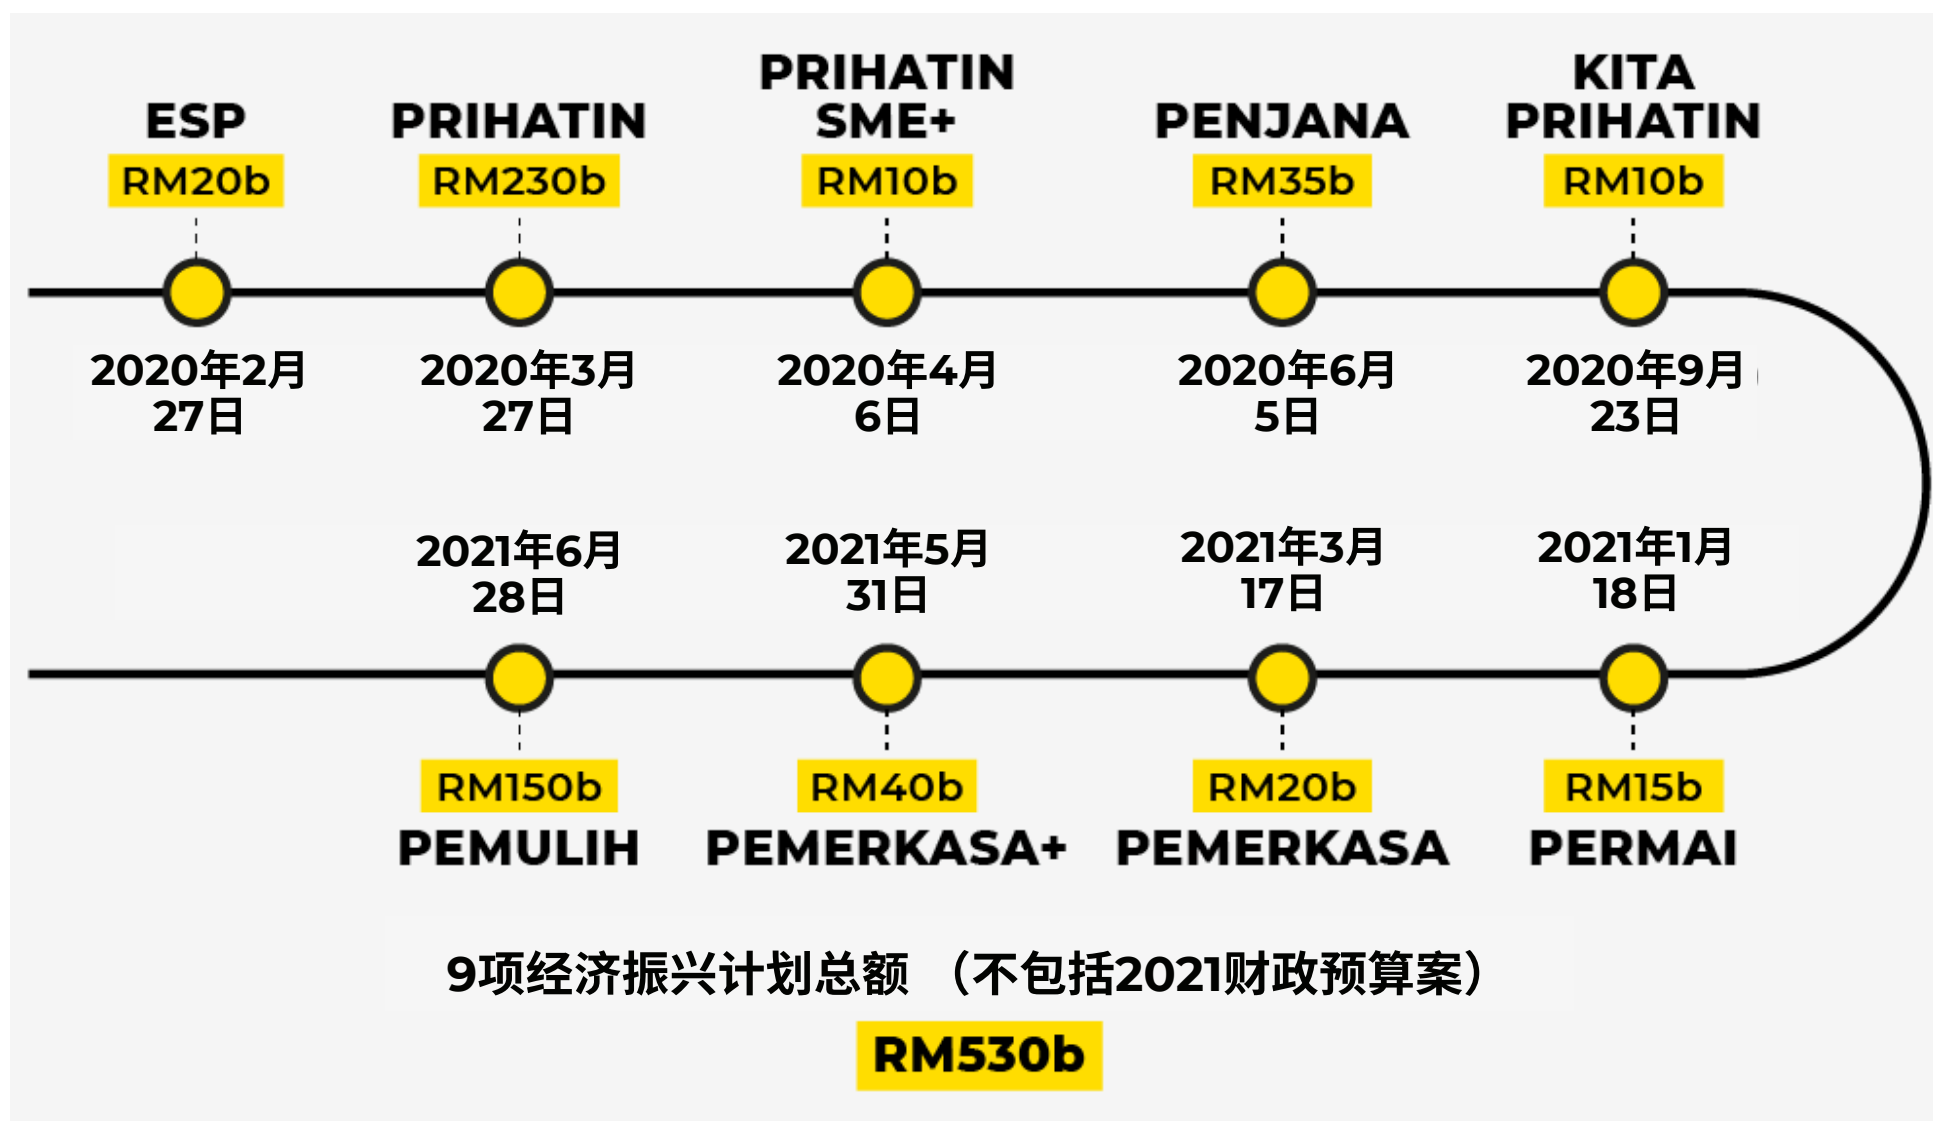 ESP
RM20b
2020年2月
27日
PRIHATIN
RM230b
2020年3月
27日
PRIHATIN
SME+
RM10b
2020年4月
6日
PENJANA
RM35b
2020年6月
5日
KITA
PRIHATIN
RM10b
2020年9月
23日
2021年1月
18日
RM15b
PERMAI
2021年3月
17日
RM20b
PEMERKASA
2021年5月
31日
RM40b
PEMERKASA+
2021年6月
28日
RM150b
PEMULIH
9项经济振兴计划总额 （不包括2021财政预算案）
RM530b